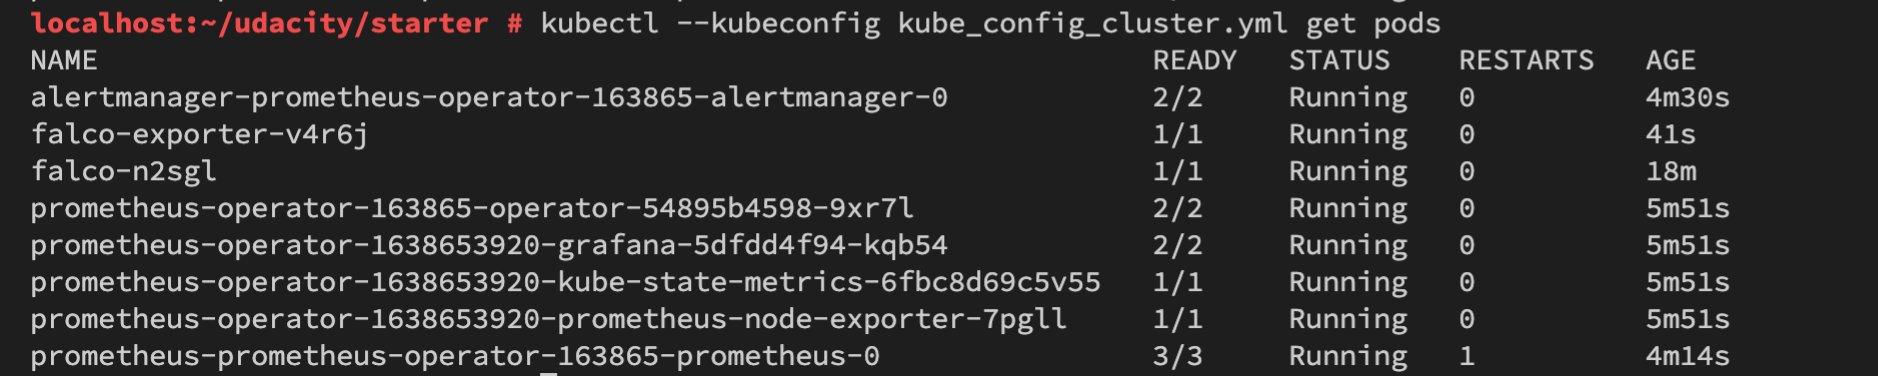 localhost:~/udacity/starter # kubectl --kubeconfig kube_config_cluster.yml get pods
NAME READY STATUS RESTARTS AGE
alertmanager-prometheus-operator-163865-alertmanager-0 2/2 Running 0 4m30s
falco-exporter-v4r6j 1/1 Running 0 41s
falco-n2sgl 1/1 Running 0 18m
prometheus-operator-163865-operator-54895b4598-9xr7l 2/2 Running 0 5m51s
prometheus-operator-1638653920-grafana-5dfdd4f94-kqb54 2/2 Running 0 5m51s
prometheus-operator-1638653920-kube-state-metrics-6fbc8d69c5v55 1/1 Running 0 5m51s
prometheus-operator-1638653920-prometheus-node-exporter-7pgll 1/1 Running 0 5m51s
prometheus-prometheus-operator-163865-prometheus-0 3/3 Running 1 4m14s